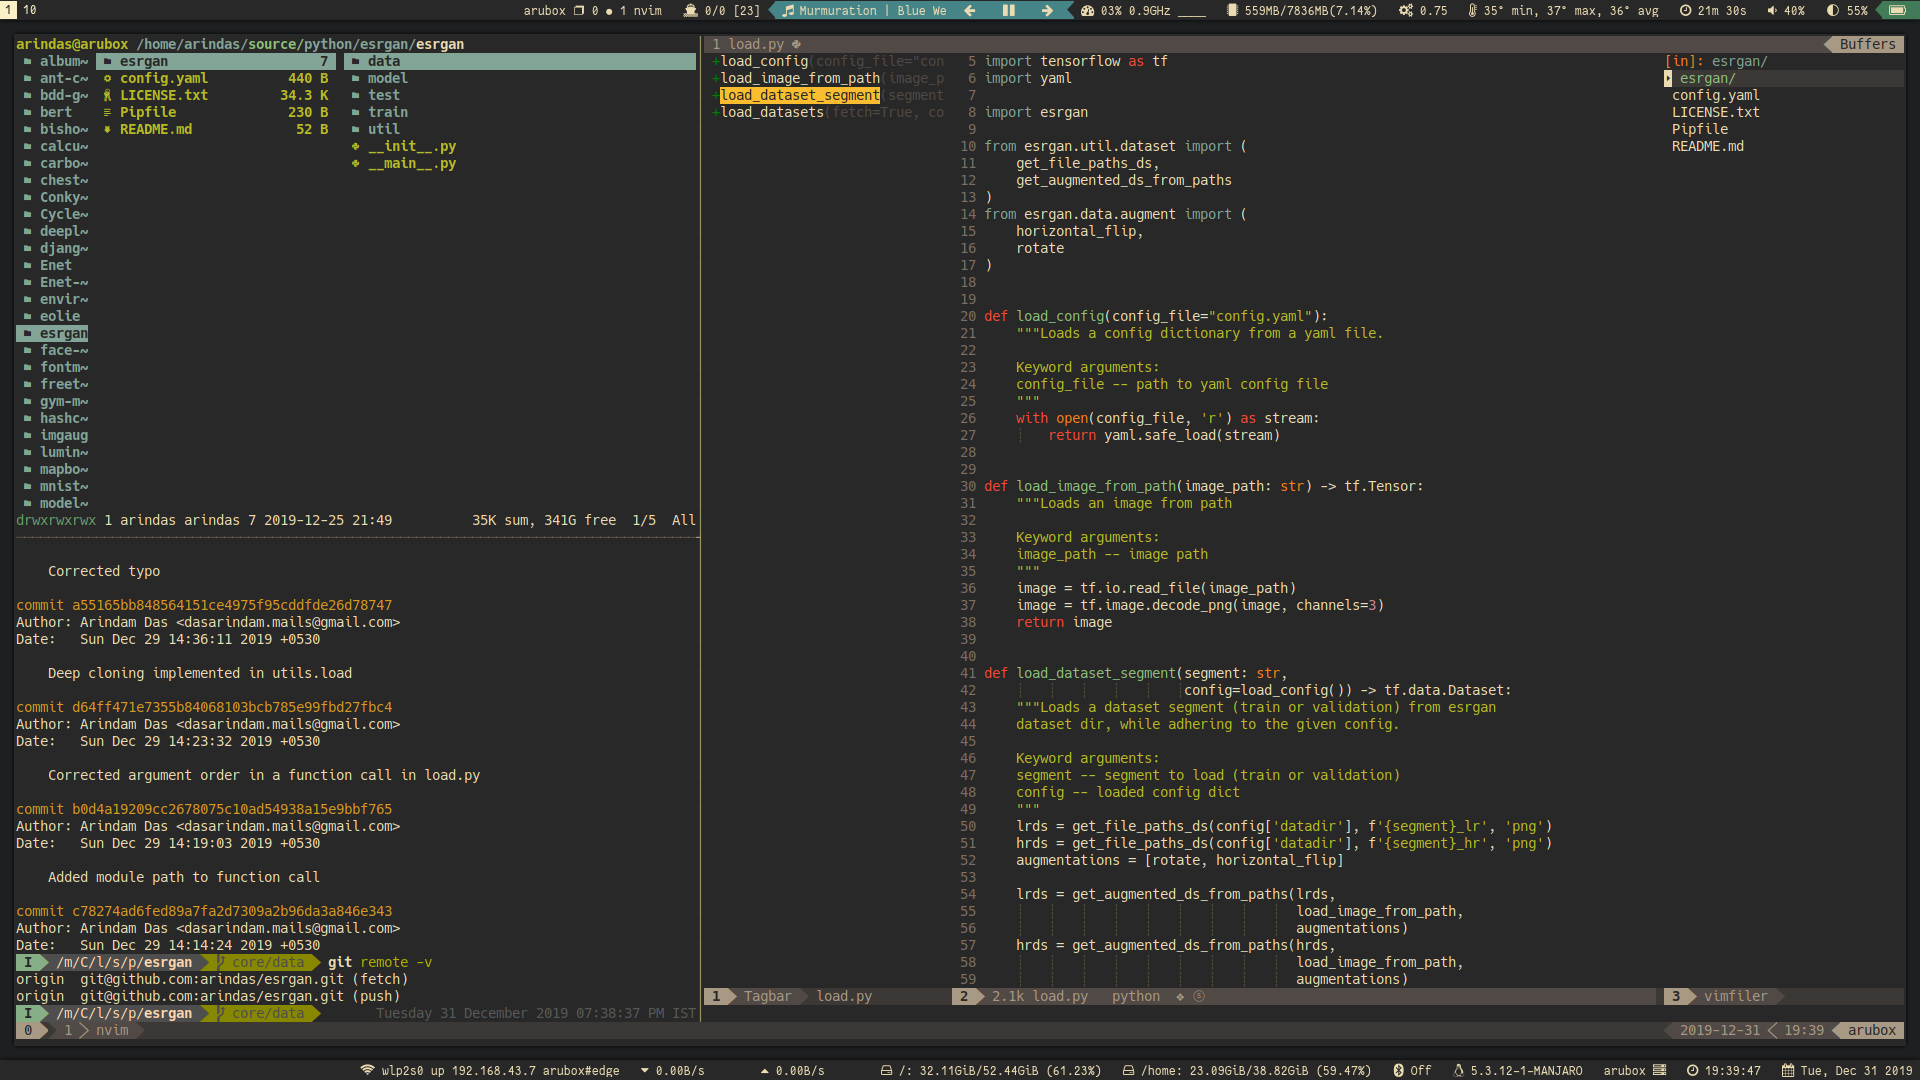 1 10 arubox 0 ● 1 nvim 0/0 [23] Murmuration | Blue We 03% 0.9GHz ____ 559MB/7836MB(7.14%) 0.75 35° min, 37° max, 36° avg 21m 30s 40% 55%
arindas@arubox /home/arindas/source/python/esrgan/esrgan
album~ esrgan 7 data
ant-c~ config.yaml 440 B model
bdd-g~ LICENSE.txt 34.3 K test
bert Pipfile 230 B train
bisho~ README.md 52 B util
calcu~ __init__.py
carbo~ __main__.py
chest~
Conky~
Cycle~
deepl~
djang~
Enet
Enet-~
envir~
eolie
esrgan
face-~
fontm~
freet~
gym-m~
hashc~
imgaug
lumin~
mapbo~
mnist~
model~
drwxrwxrwx 1 arindas arindas 7 2019-12-25 21:49 35K sum, 341G free 1/5 All
Corrected typo
commit a55165bb848564151ce4975f95cddfde26d78747
Author: Arindam Das <dasarindam.mails@gmail.com>
Date:   Sun Dec 29 14:36:11 2019 +0530
Deep cloning implemented in utils.load
commit d64ff471e7355b84068103bcb785e99fbd27fbc4
Author: Arindam Das <dasarindam.mails@gmail.com>
Date:   Sun Dec 29 14:23:32 2019 +0530
Corrected argument order in a function call in load.py
commit b0d4a19209cc2678075c10ad54938a15e9bbf765
Author: Arindam Das <dasarindam.mails@gmail.com>
Date:   Sun Dec 29 14:19:03 2019 +0530
Added module path to function call
commit c78274ad6fed89a7fa2d7309a2b96da3a846e343
Author: Arindam Das <dasarindam.mails@gmail.com>
Date:   Sun Dec 29 14:14:24 2019 +0530
I /m/C/l/s/p/esrgan core/data git remote -v
origin  git@github.com:arindas/esrgan.git (fetch)
origin  git@github.com:arindas/esrgan.git (push)
I /m/C/l/s/p/esrgan core/data Tuesday 31 December 2019 07:38:37 PM IST
0 1 nvim
1 load.py Buffers
+load_config(config_file="con
+load_image_from_path(image_p
+load_dataset_segment(segment
+load_datasets(fetch=True, co
5 import tensorflow as tf
6 import yaml
7
8 import esrgan
9
10 from esrgan.util.dataset import (
11     get_file_paths_ds,
12     get_augmented_ds_from_paths
13 )
14 from esrgan.data.augment import (
15     horizontal_flip,
16     rotate
17 )
18
19
20 def load_config(config_file="config.yaml"):
21     """Loads a config dictionary from a yaml file.
22
23     Keyword arguments:
24     config_file -- path to yaml config file
25     """
26     with open(config_file, 'r') as stream:
27         return yaml.safe_load(stream)
28
29
30 def load_image_from_path(image_path: str) -> tf.Tensor:
31     """Loads an image from path
32
33     Keyword arguments:
34     image_path -- image path
35     """
36     image = tf.io.read_file(image_path)
37     image = tf.image.decode_png(image, channels=3)
38     return image
39
40
41 def load_dataset_segment(segment: str,
42                          config=load_config()) -> tf.data.Dataset:
43     """Loads a dataset segment (train or validation) from esrgan
44     dataset dir, while adhering to the given config.
45
46     Keyword arguments:
47     segment -- segment to load (train or validation)
48     config -- loaded config dict
49     """
50     lrds = get_file_paths_ds(config['datadir'], f'{segment}_lr', 'png')
51     hrds = get_file_paths_ds(config['datadir'], f'{segment}_hr', 'png')
52     augmentations = [rotate, horizontal_flip]
53
54     lrds = get_augmented_ds_from_paths(lrds,
55                                        load_image_from_path,
56                                        augmentations)
57     hrds = get_augmented_ds_from_paths(hrds,
58                                        load_image_from_path,
59                                        augmentations)
[in]: esrgan/
esrgan/
config.yaml
LICENSE.txt
Pipfile
README.md
1 Tagbar load.py 2 2.1k load.py python ❖ ⓢ 3 vimfiler
2019-12-31 19:39 arubox
wlp2s0 up 192.168.43.7 arubox#edge 0.00B/s 0.00B/s /: 32.11GiB/52.44GiB (61.23%) /home: 23.09GiB/38.82GiB (59.47%) Off 5.3.12-1-MANJARO arubox 19:39:47 Tue, Dec 31 2019